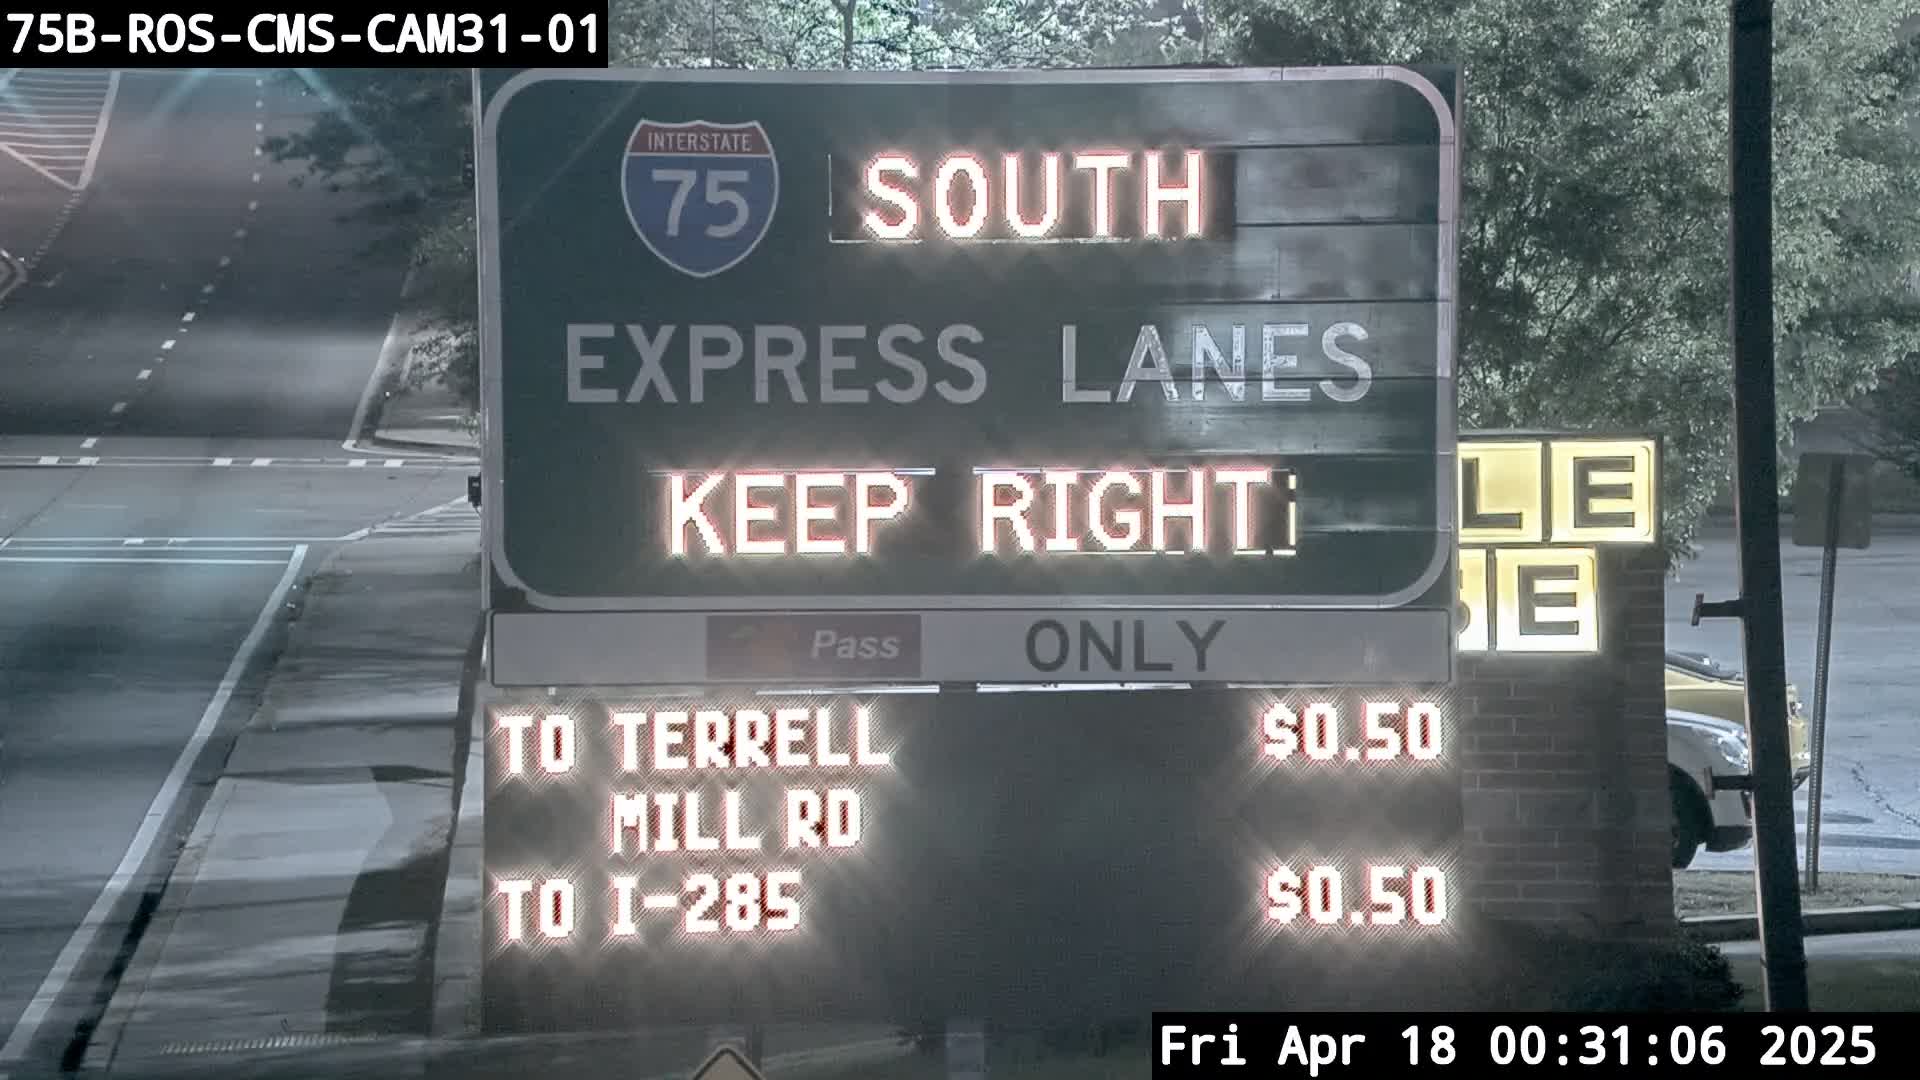 75B-ROS-CMS-CAM31-01
INTERSTATE
75
SOUTH
EXPRESS LANES
KEEP RIGHT
Pass ONLY
TO TERRELL $0.50
MILL RD
TO I-285 $0.50
LE
E
Fri Apr 18 00:31:06 2025